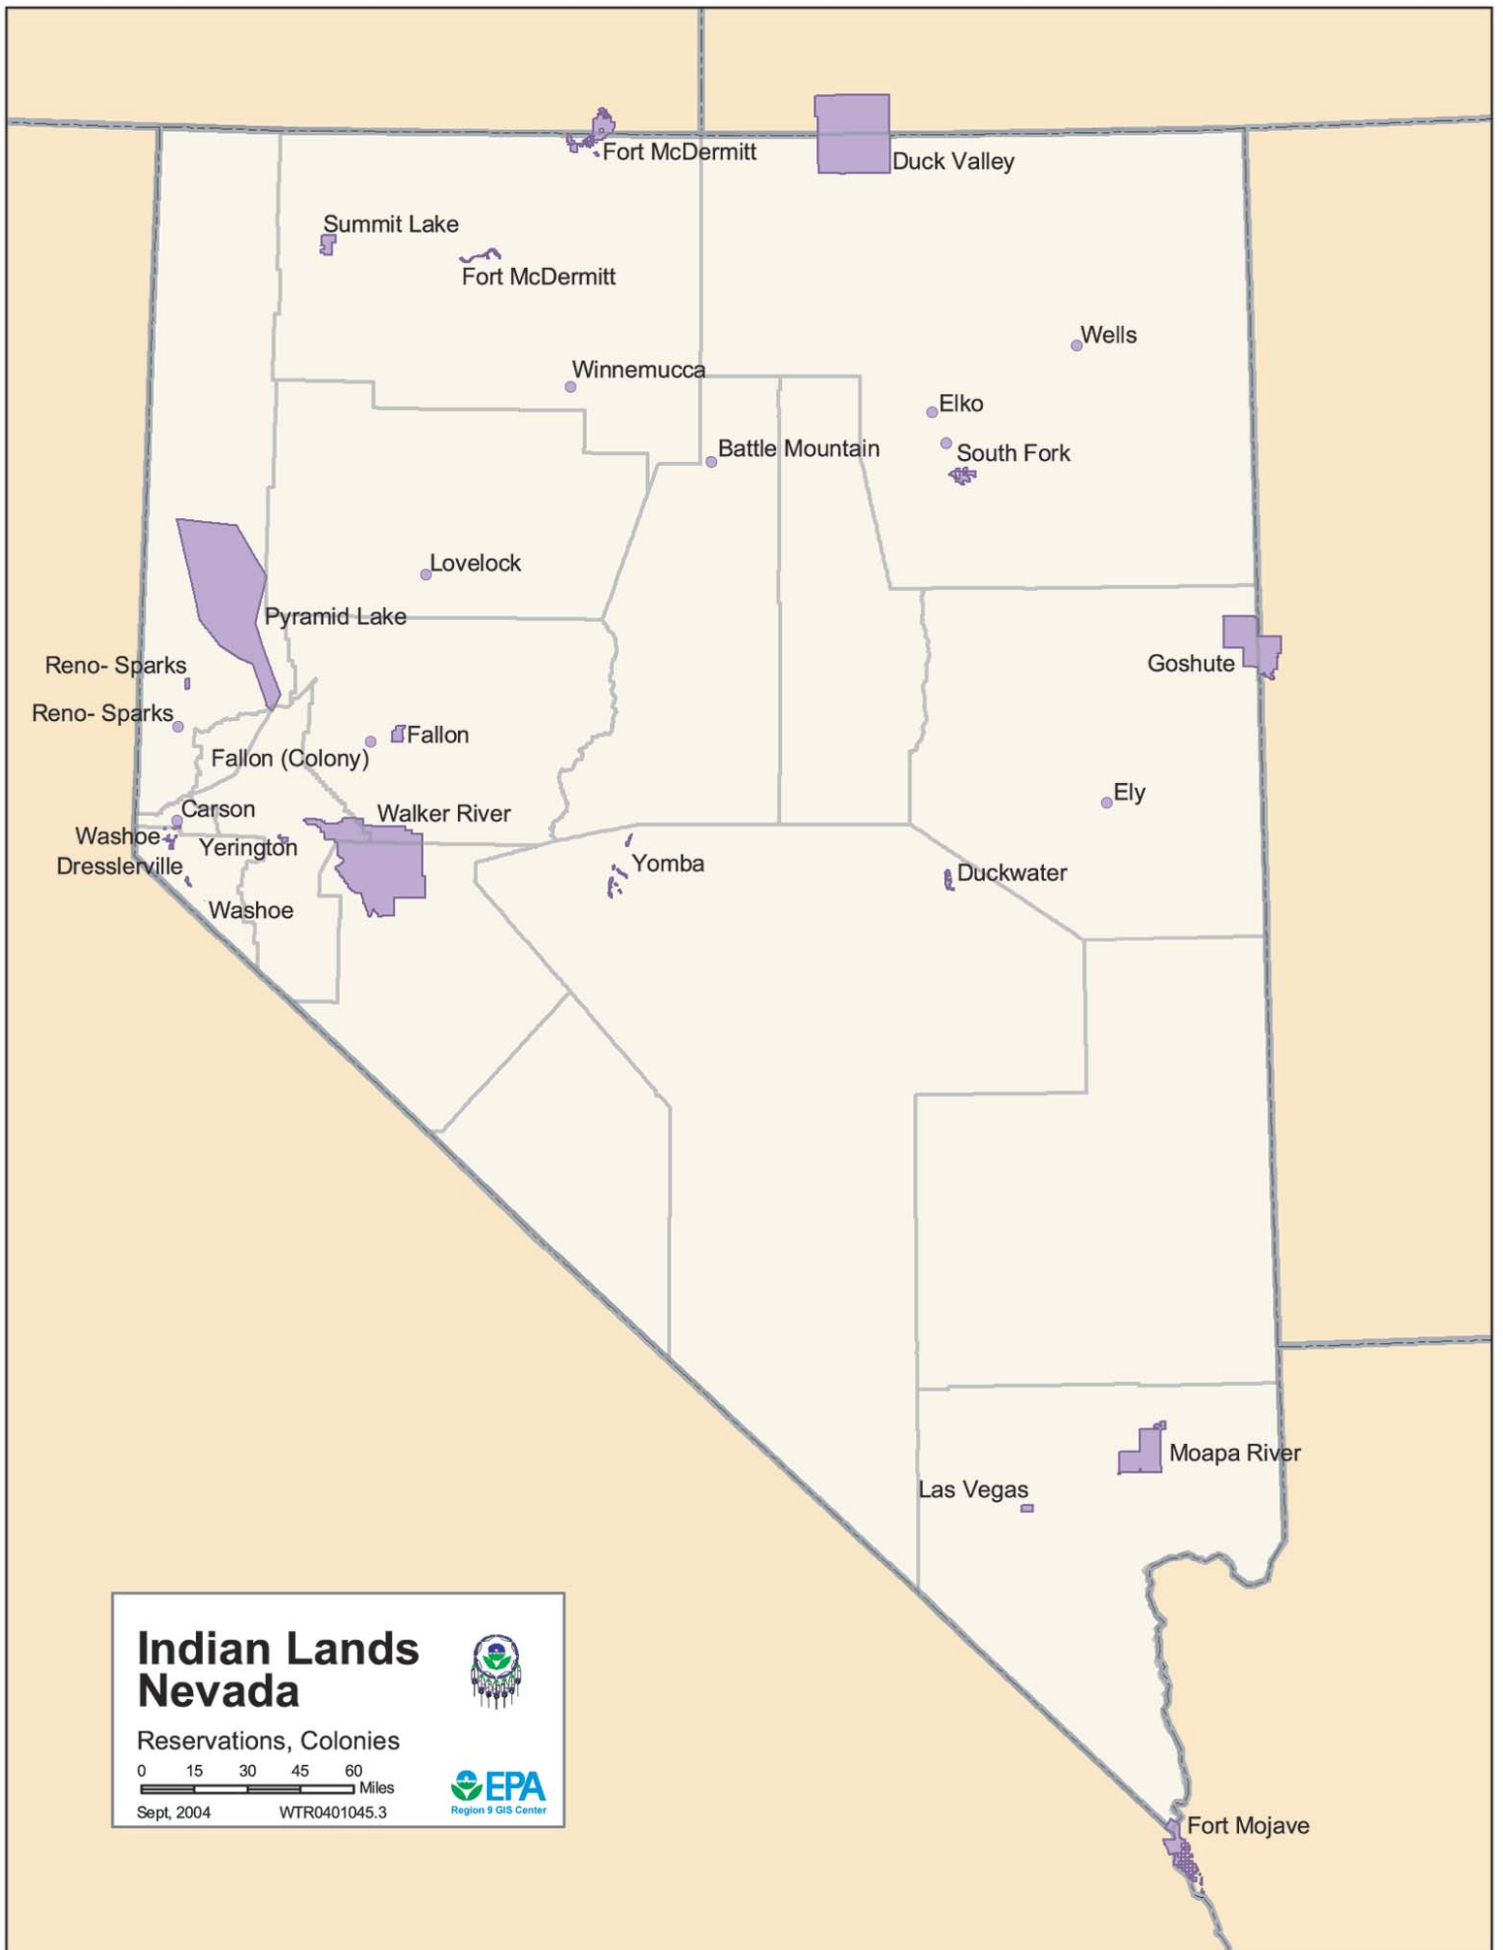 Fort McDermitt
Duck Valley
Summit Lake
Fort McDermitt
Wells
Winnemucca
Elko
Battle Mountain
South Fork
Lovelock
Pyramid Lake
Goshute
Reno- Sparks
Reno- Sparks
Fallon
Fallon (Colony)
Ely
Carson
Walker River
Washoe
Yerington
Dresslerville
Yomba
Duckwater
Washoe
Moapa River
Las Vegas
Indian Lands
Nevada
Reservations, Colonies
0 15 30 45 60
Miles
Sept, 2004 WTR0401045.3
EPA
Region 9 GIS Center
Fort Mojave